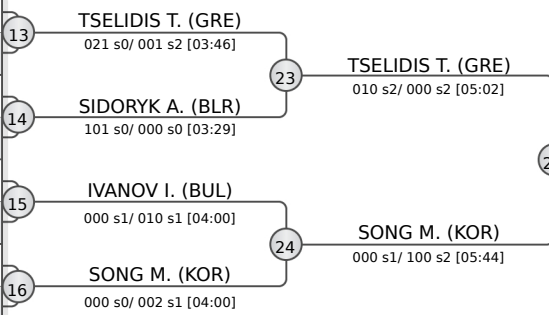 13
TSELIDIS T. (GRE)
021 s0/ 001 s2 [03:46]
23
TSELIDIS T. (GRE)
010 s2/ 000 s2 [05:02]
14
SIDORYK A. (BLR)
101 s0/ 000 s0 [03:29]
15
IVANOV I. (BUL)
000 s1/ 010 s1 [04:00]
24
SONG M. (KOR)
000 s1/ 100 s2 [05:44]
16
SONG M. (KOR)
000 s0/ 002 s1 [04:00]